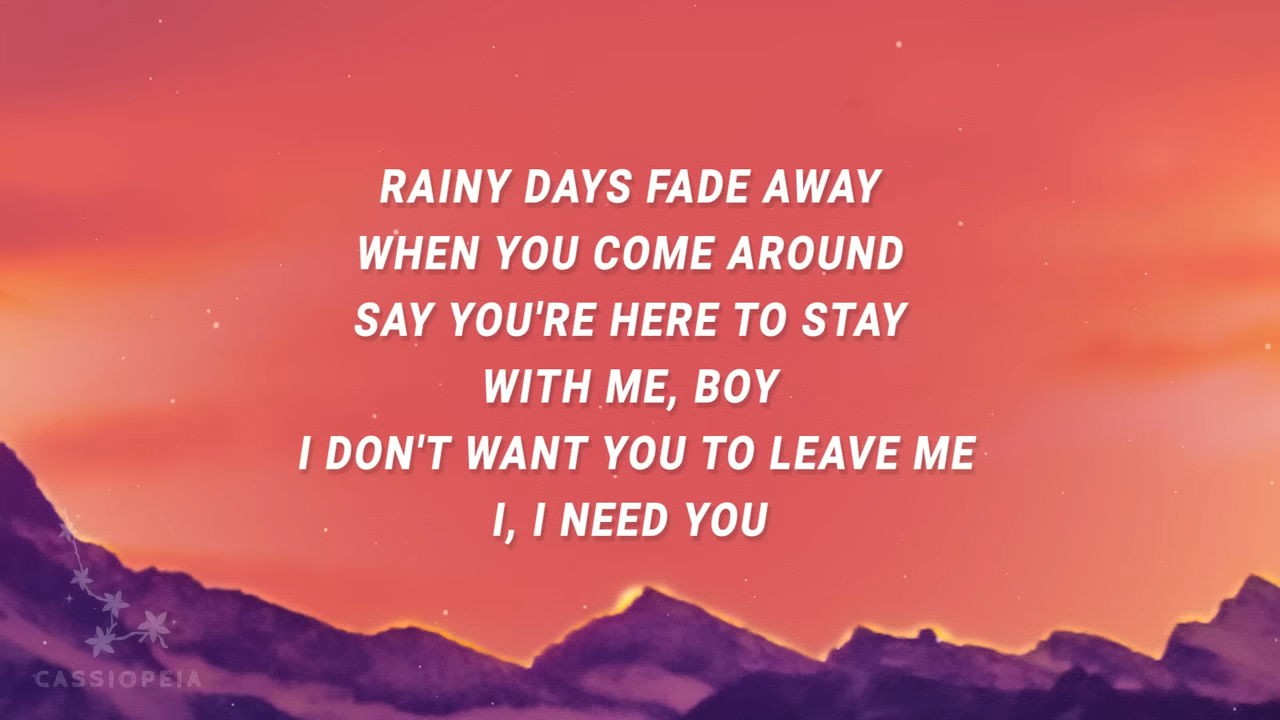 RAINY DAYS FADE AWAY
WHEN YOU COME AROUND
SAY YOU'RE HERE TO STAY
WITH ME, BOY
I DON'T WANT YOU TO LEAVE ME
I, I NEED YOU
CASSIOPEIA